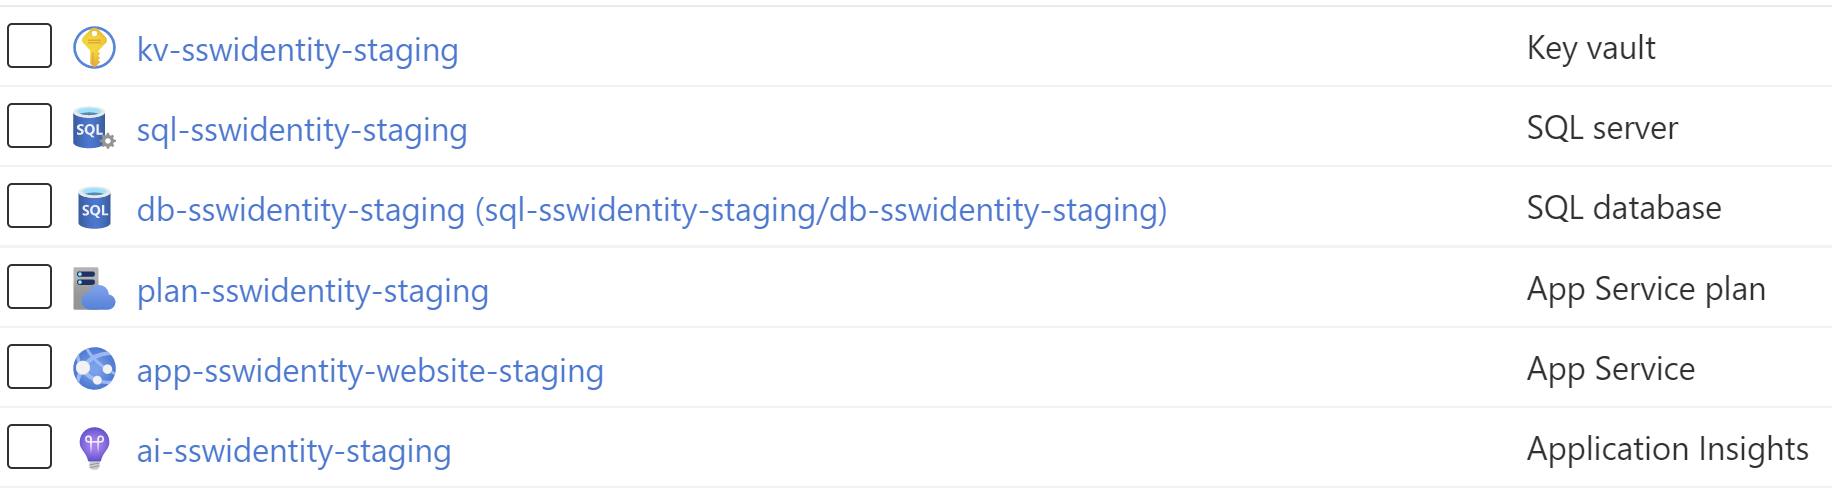 kv-sswidentity-staging Key vault
SQL sql-sswidentity-staging SQL server
SQL db-sswidentity-staging (sql-sswidentity-staging/db-sswidentity-staging) SQL database
plan-sswidentity-staging App Service plan
app-sswidentity-website-staging App Service
ai-sswidentity-staging Application Insights